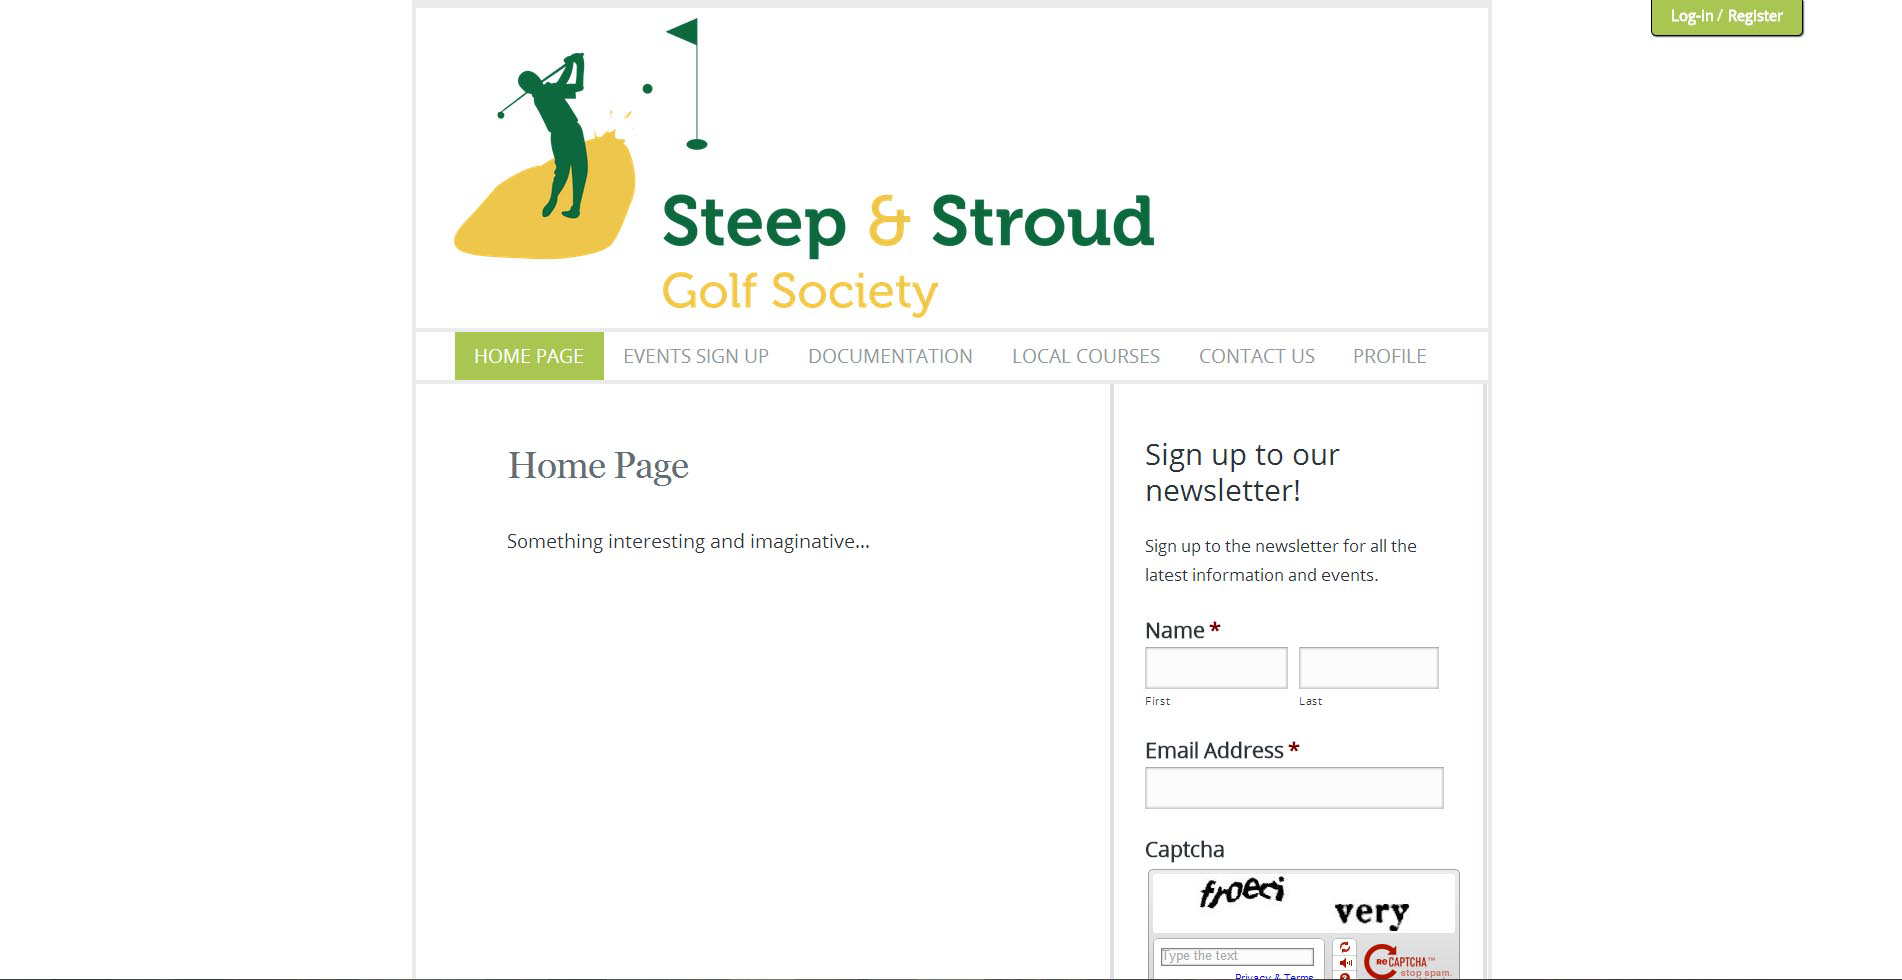 Log-in / Register
Steep & Stroud
Golf Society
HOME PAGE EVENTS SIGN UP DOCUMENTATION LOCAL COURSES CONTACT US PROFILE
Home Page
Something interesting and imaginative...
Sign up to our
newsletter!
Sign up to the newsletter for all the
latest information and events.
Name *
First Last
Email Address *
Captcha
froeci very
Type the text
Privacy & Terms
reCAPTCHA™
stop spam.